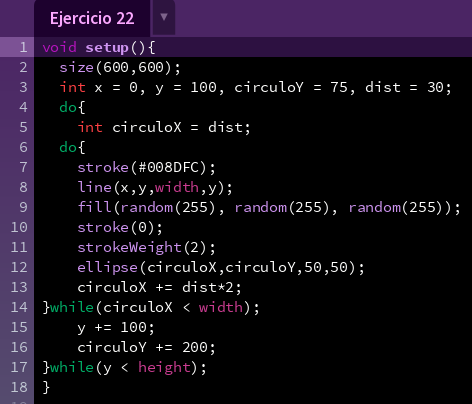 Ejercicio 22 ▼
1 void setup(){
2   size(600,600);
3   int x = 0, y = 100, circuloY = 75, dist = 30;
4   do{
5     int circuloX = dist;
6   do{
7     stroke(#008DFC);
8     line(x,y,width,y);
9     fill(random(255), random(255), random(255));
10     stroke(0);
11     strokeWeight(2);
12     ellipse(circuloX,circuloY,50,50);
13     circuloX += dist*2;
14 }while(circuloX < width);
15     y += 100;
16     circuloY += 200;
17 }while(y < height);
18 }